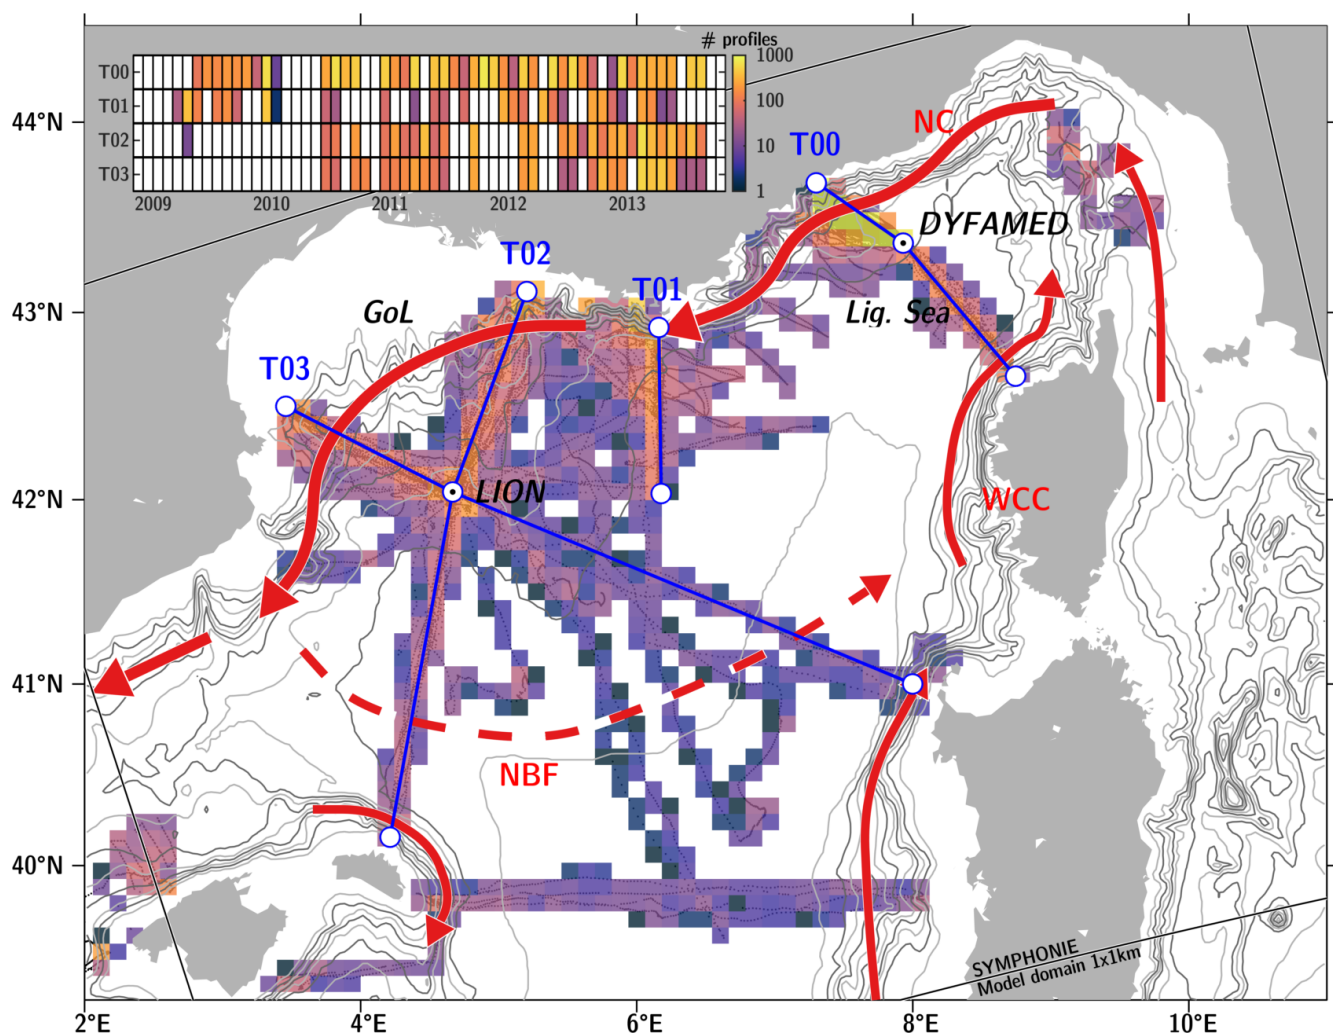 # profiles
T00
1000
T01
100
T02
10
T03
1
2009
2010
2011
2012
2013
44°N
43°N
42°N
41°N
40°N
2°E
4°E
6°E
8°E
10°E
NC
T00
DYFAMED
T02
T01
GoL
Lig. Sea
T03
LION
WCC
NBF
SYMPHONIE
Model domain 1x1km